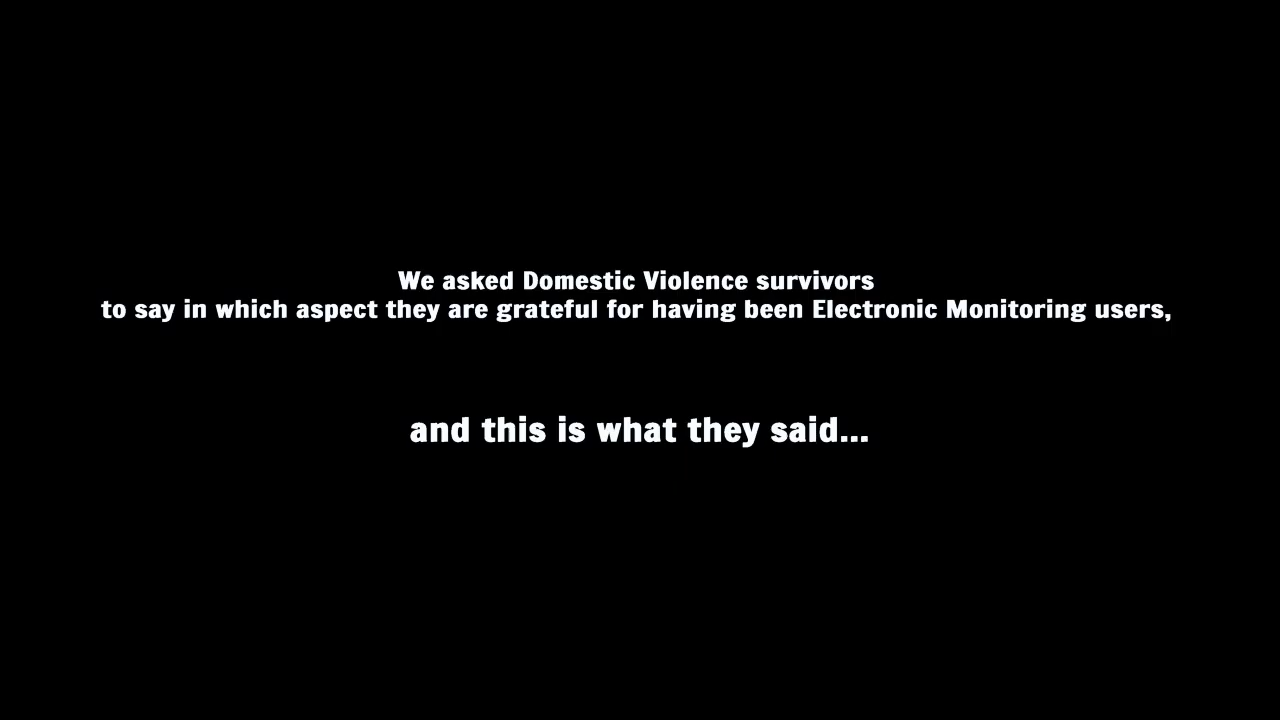 We asked Domestic Violence survivors
to say in which aspect they are grateful for having been Electronic Monitoring users,
and this is what they said...